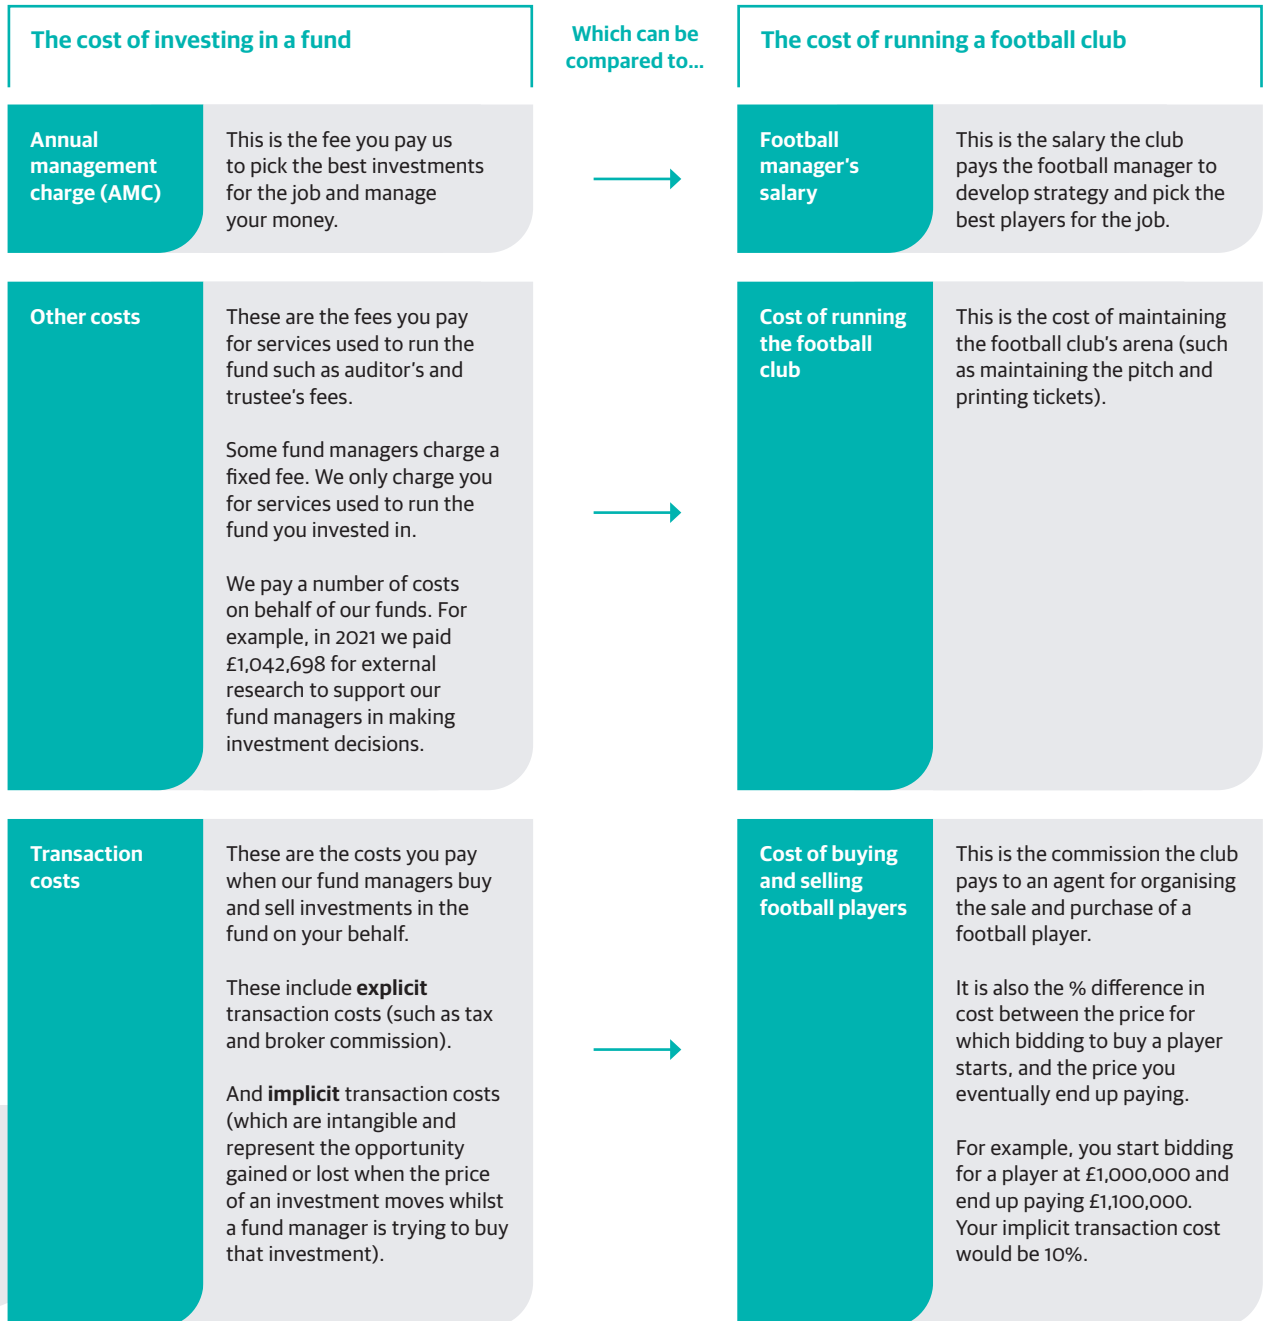 The cost of investing in a fund
Which can be
compared to...
The cost of running a football club
Annual
management
charge (AMC)
This is the fee you pay us
to pick the best investments
for the job and manage
your money.
Football
manager's
salary
This is the salary the club
pays the football manager to
develop strategy and pick the
best players for the job.
Other costs
These are the fees you pay
for services used to run the
fund such as auditor's and
trustee's fees.
Some fund managers charge a
fixed fee. We only charge you
for services used to run the
fund you invested in.
We pay a number of costs
on behalf of our funds. For
example, in 2021 we paid
£1,042,698 for external
research to support our
fund managers in making
investment decisions.
Cost of running
the football
club
This is the cost of maintaining
the football club's arena (such
as maintaining the pitch and
printing tickets).
Transaction
costs
These are the costs you pay
when our fund managers buy
and sell investments in the
fund on your behalf.
These include explicit
transaction costs (such as tax
and broker commission).
And implicit transaction costs
(which are intangible and
represent the opportunity
gained or lost when the price
of an investment moves whilst
a fund manager is trying to buy
that investment).
Cost of buying
and selling
football players
This is the commission the club
pays to an agent for organising
the sale and purchase of a
football player.
It is also the % difference in
cost between the price for
which bidding to buy a player
starts, and the price you
eventually end up paying.
For example, you start bidding
for a player at £1,000,000 and
end up paying £1,100,000.
Your implicit transaction cost
would be 10%.